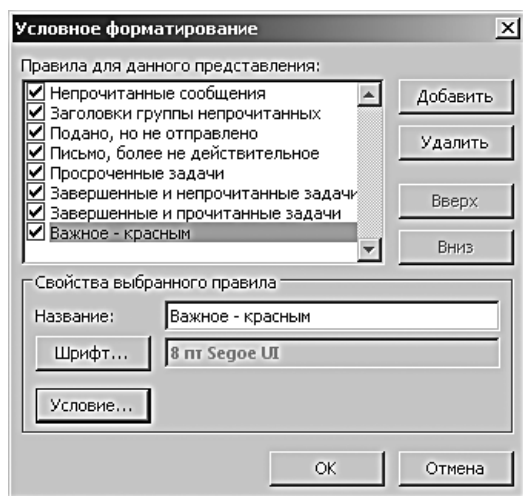 Условное форматирование
Правила для данного представления:
Непрочитанные сообщения
Заголовки группы непрочитанных
Подано, но не отправлено
Письмо, более не действительное
Просроченные задачи
Завершенные и непрочитанные задачи
Завершенные и прочитанные задачи
Важное - красным
Добавить
Удалить
Вверх
Вниз
Свойства выбранного правила
Название:
Важное - красным
Шрифт...
8 пт Segoe UI
Условие...
ОК
Отмена